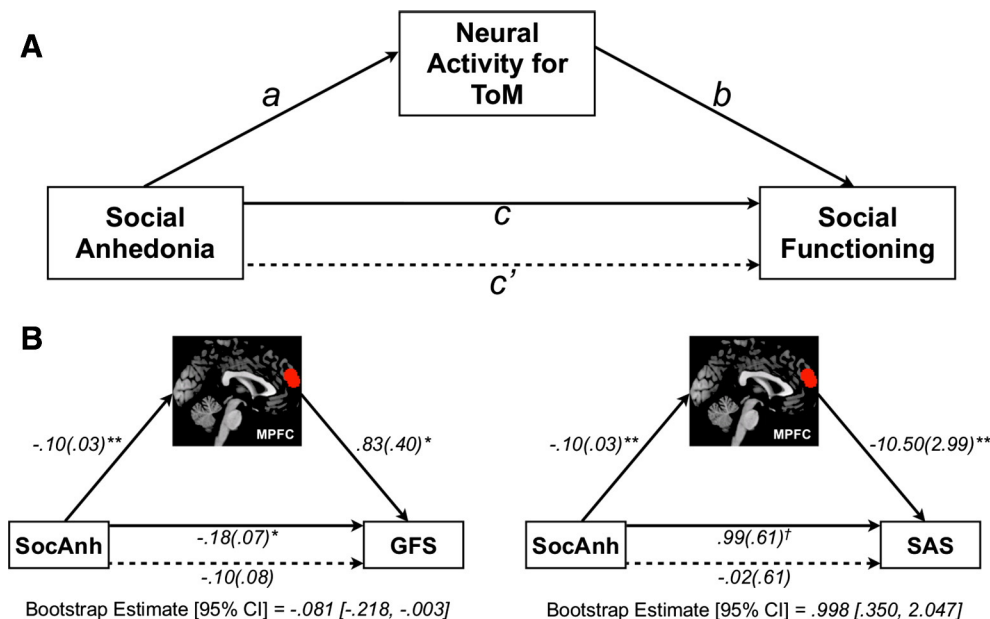 A
Neural
Activity for
ToM
a
b
Social
Anhedonia
c
Social
Functioning
c’
B
MPFC
-.10(.03)**
.83(.40)*
SocAnh
-.18(.07)*
GFS
-.10(.08)
Bootstrap Estimate [95% CI] = -.081 [-.218, -.003]
MPFC
-.10(.03)**
-10.50(2.99)**
SocAnh
.99(.61)†
SAS
-.02(.61)
Bootstrap Estimate [95% CI] = .998 [.350, 2.047]